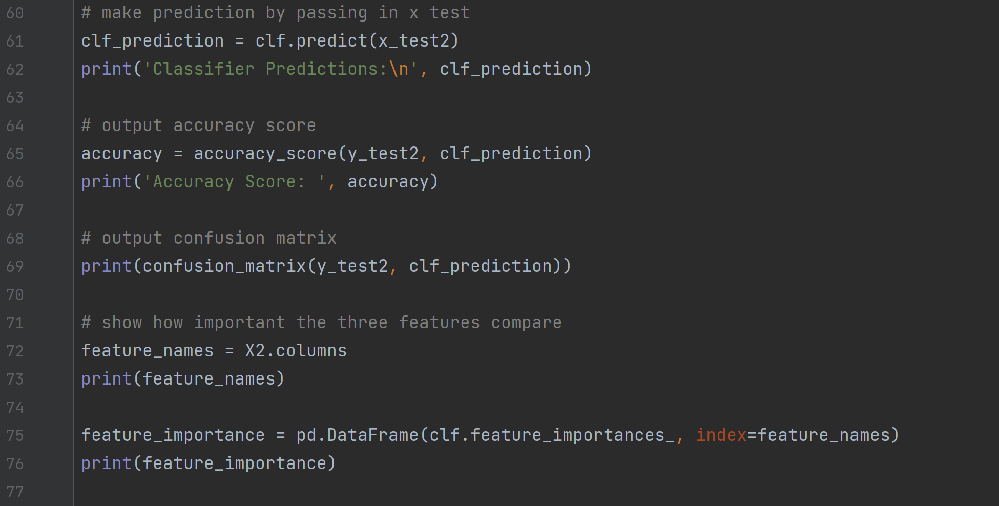 60 # make prediction by passing in x test
61 clf_prediction = clf.predict(x_test2)
62 print('Classifier Predictions:\n', clf_prediction)
63
64 # output accuracy score
65 accuracy = accuracy_score(y_test2, clf_prediction)
66 print('Accuracy Score: ', accuracy)
67
68 # output confusion matrix
69 print(confusion_matrix(y_test2, clf_prediction))
70
71 # show how important the three features compare
72 feature_names = X2.columns
73 print(feature_names)
74
75 feature_importance = pd.DataFrame(clf.feature_importances_, index=feature_names)
76 print(feature_importance)
77